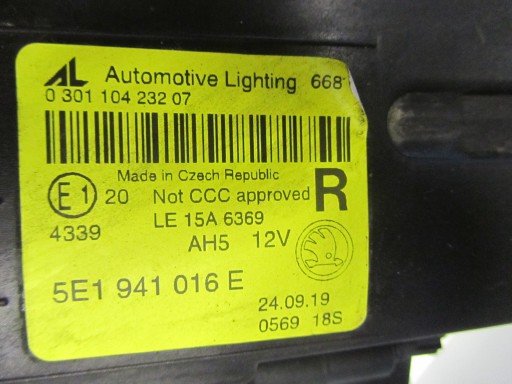 AL Automotive Lighting 668
0 301 104 232 07
Made in Czech Republic
E1 20 Not CCC approved R
4339 LE 15A 6369
AH5 12V
5E1 941 016 E
24.09.19
0569 18S